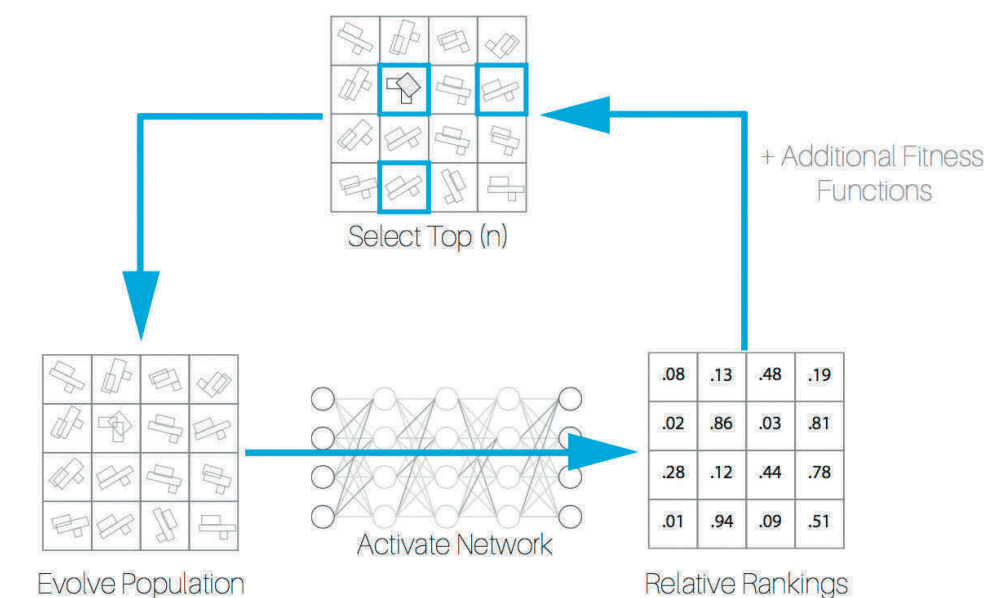 Select Top (n)
+ Additional Fitness
Functions
.08 .13 .48 .19
.02 .86 .03 .81
.28 .12 .44 .78
.01 .94 .09 .51
Activate Network
Evolve Population
Relative Rankings